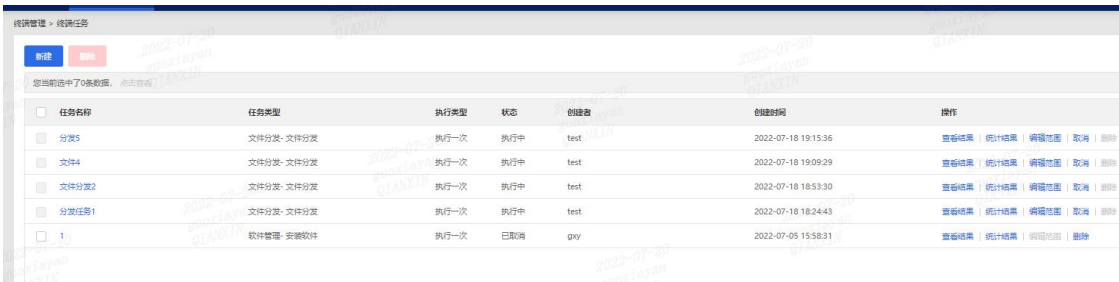 终端管理 > 终端任务
新建 删除
您当前选中了0条数据, 点击查看
任务名称 任务类型 执行类型 状态 创建者 创建时间 操作
分发5 文件分发- 文件分发 执行一次 执行中 test 2022-07-18 19:15:36 查看结果 | 统计结果 | 编辑范围 | 取消 | 删除
文件4 文件分发- 文件分发 执行一次 执行中 test 2022-07-18 19:09:29 查看结果 | 统计结果 | 编辑范围 | 取消 | 删除
文件分发2 文件分发- 文件分发 执行一次 执行中 test 2022-07-18 18:53:30 查看结果 | 统计结果 | 编辑范围 | 取消 | 删除
分发任务1 文件分发- 文件分发 执行一次 执行中 test 2022-07-18 18:24:43 查看结果 | 统计结果 | 编辑范围 | 取消 | 删除
1 软件管理- 安装软件 执行一次 已取消 gxy 2022-07-05 15:58:31 查看结果 | 统计结果 | 编辑范围 | 删除
2022-07-20
QIANXIN